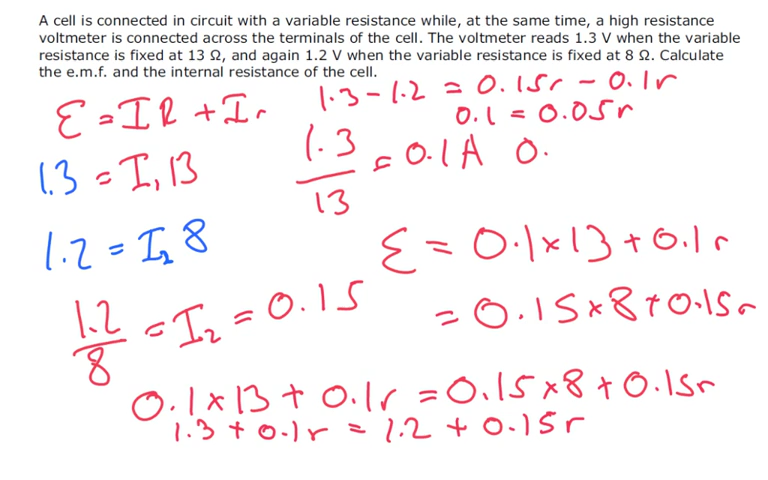 A cell is connected in circuit with a variable resistance while, at the same time, a high resistance
voltmeter is connected across the terminals of the cell. The voltmeter reads 1.3 V when the variable
resistance is fixed at 13 Ω, and again 1.2 V when the variable resistance is fixed at 8 Ω. Calculate
the e.m.f. and the internal resistance of the cell.
1.3 - 1.2 = 0.15r - 0.1r
Ɛ = IR + Ir
0.1 = 0.05r
1.3 / 13 = 0.1A 0.
1.3 = I₁ 13
1.2 = I₂ 8
Ɛ = 0.1 x 13 + 0.1r
1.2 / 8 = I₂ = 0.15
= 0.15 x 8 + 0.15r
0.1 x 13 + 0.1r = 0.15 x 8 + 0.15r
1.3 + 0.1r = 1.2 + 0.15r